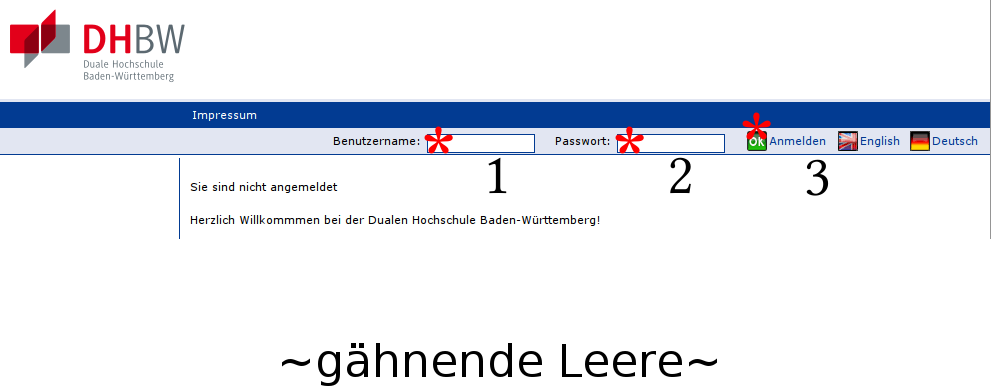 DHBW
Duale Hochschule
Baden-Württemberg
Impressum
Benutzername: * Passwort: * * OK Anmelden English Deutsch
1 2 3
Sie sind nicht angemeldet
Herzlich Willkommmen bei der Dualen Hochschule Baden-Württemberg!
~gähnende Leere~